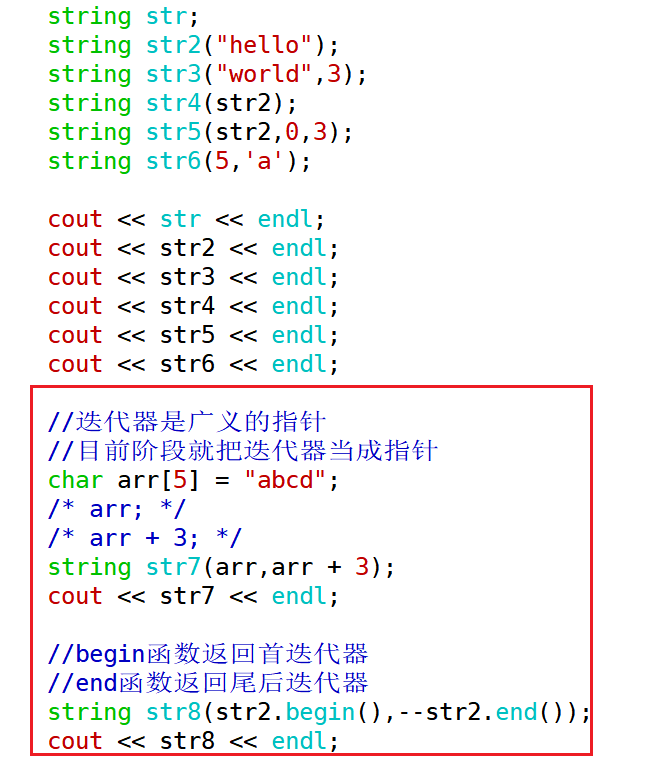 string str;
string str2("hello");
string str3("world",3);
string str4(str2);
string str5(str2,0,3);
string str6(5,'a');
cout << str << endl;
cout << str2 << endl;
cout << str3 << endl;
cout << str4 << endl;
cout << str5 << endl;
cout << str6 << endl;
//迭代器是广义的指针
//目前阶段就把迭代器当成指针
char arr[5] = "abcd";
/* arr; */
/* arr + 3; */
string str7(arr,arr + 3);
cout << str7 << endl;
//begin函数返回首迭代器
//end函数返回尾后迭代器
string str8(str2.begin(),--str2.end());
cout << str8 << endl;